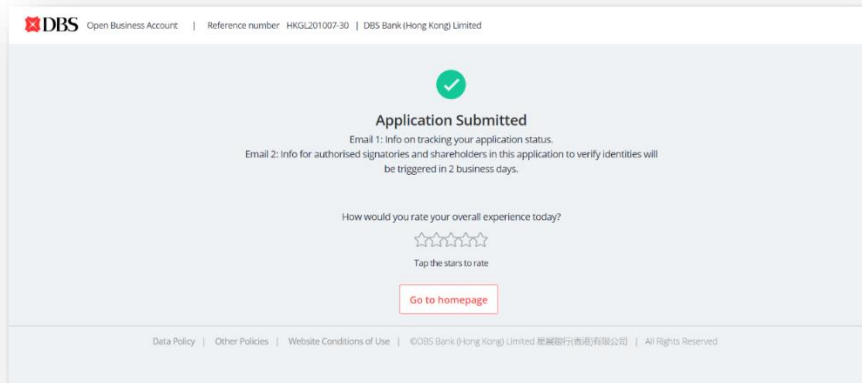 DBS Open Business Account | Reference number HKGL201007-30 | DBS Bank (Hong Kong) Limited
Application Submitted
Email 1: Info on tracking your application status.
Email 2: Info for authorised signatories and shareholders in this application to verify identities will
be triggered in 2 business days.
How would you rate your overall experience today?
Tap the stars to rate
Go to homepage
Data Policy | Other Policies | Website Conditions of Use | ©DBS Bank (Hong Kong) Limited 星展銀行(香港)有限公司 | All Rights Reserved